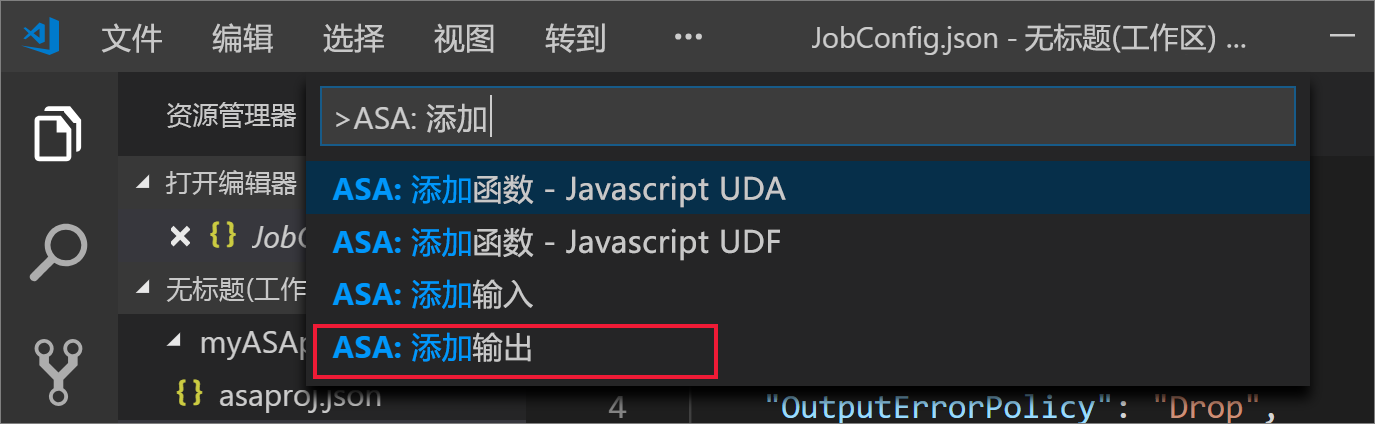 文件 编辑 选择 视图 转到 ··· JobConfig.json - 无标题(工作区) ...
资源管理器
>ASA: 添加
打开编辑器
ASA: 添加函数 - Javascript UDA
JobC
ASA: 添加函数 - Javascript UDF
无标题(工作
ASA: 添加输入
myASAp
ASA: 添加输出
{ } asaproj.json
4 "OutputErrorPolicy": "Drop",